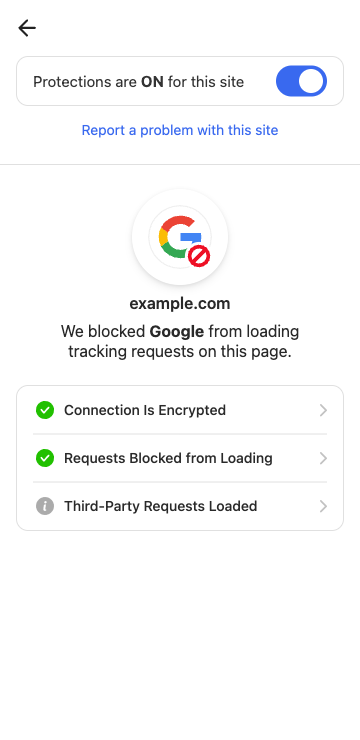 Protections are ON for this site
Report a problem with this site
example.com
We blocked Google from loading
tracking requests on this page.
Connection Is Encrypted
Requests Blocked from Loading
Third-Party Requests Loaded